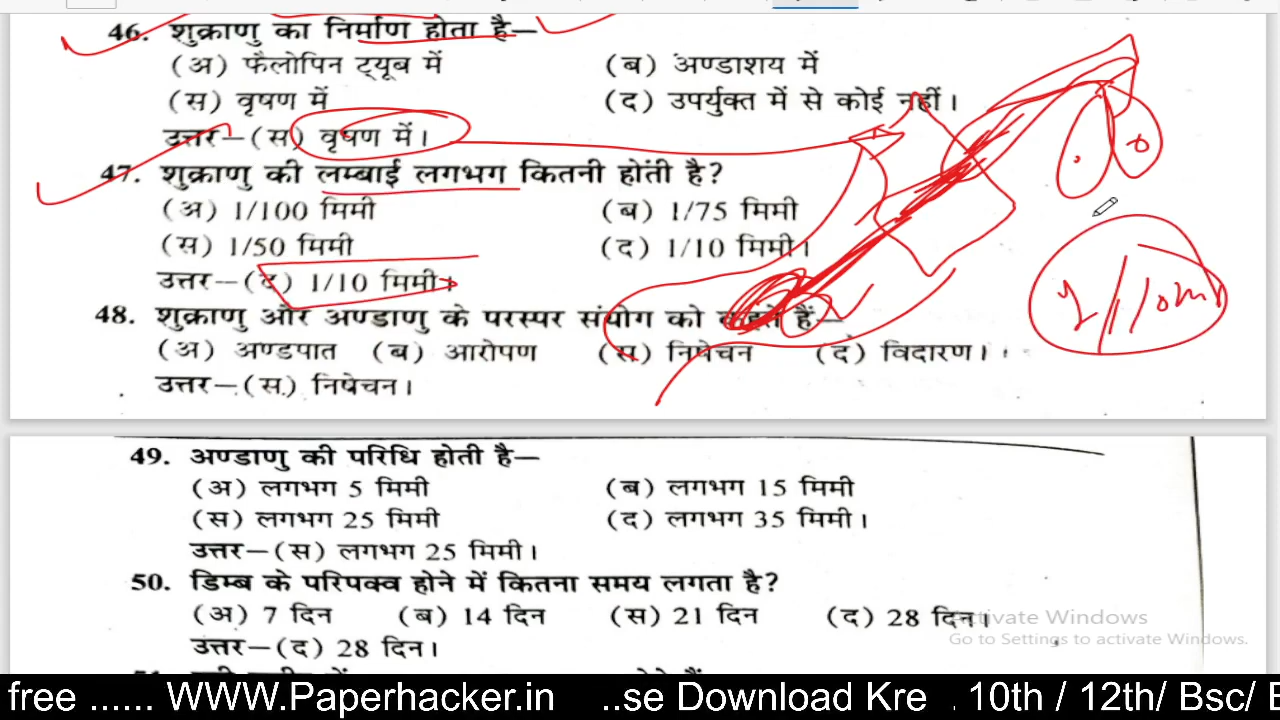 46. शुक्राणु का निर्माण होता है—
(अ) फैलोपिन ट्यूब में (ब) अण्डाशय में
(स) वृषण में (द) उपर्युक्त में से कोई नहीं।
उत्तर—(स) वृषण में।
47. शुक्राणु की लम्बाई लगभग कितनी होती है?
(अ) 1/100 मिमी (ब) 1/75 मिमी
(स) 1/50 मिमी (द) 1/10 मिमी।
उत्तर—(द) 1/10 मिमी।
48. शुक्राणु और अण्डाणु के परस्पर संयोग को कहते हैं—
(अ) अण्डपात (ब) आरोपण (स) निषेचन (द) विदारण।
उत्तर—(स) निषेचन।
49. अण्डाणु की परिधि होती है—
(अ) लगभग 5 मिमी (ब) लगभग 15 मिमी
(स) लगभग 25 मिमी (द) लगभग 35 मिमी।
उत्तर—(स) लगभग 25 मिमी।
50. डिम्ब के परिपक्व होने में कितना समय लगता है?
(अ) 7 दिन (ब) 14 दिन (स) 21 दिन (द) 28 दिन।
उत्तर—(द) 28 दिन।
Activate Windows
Go to Settings to activate Windows.
free ...... WWW.Paperhacker.in ..se Download Kre . 10th / 12th/ Bsc/